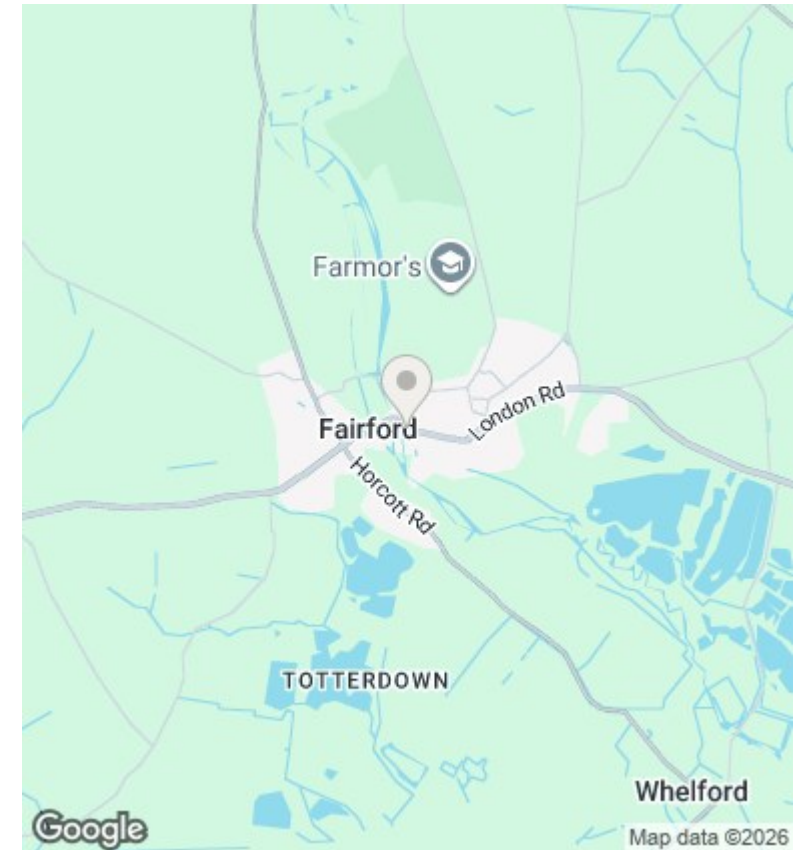 Farmor's
London Rd
Fairford
Horcott Rd
TOTTERDOWN
Whelford
Google
Map data ©2026